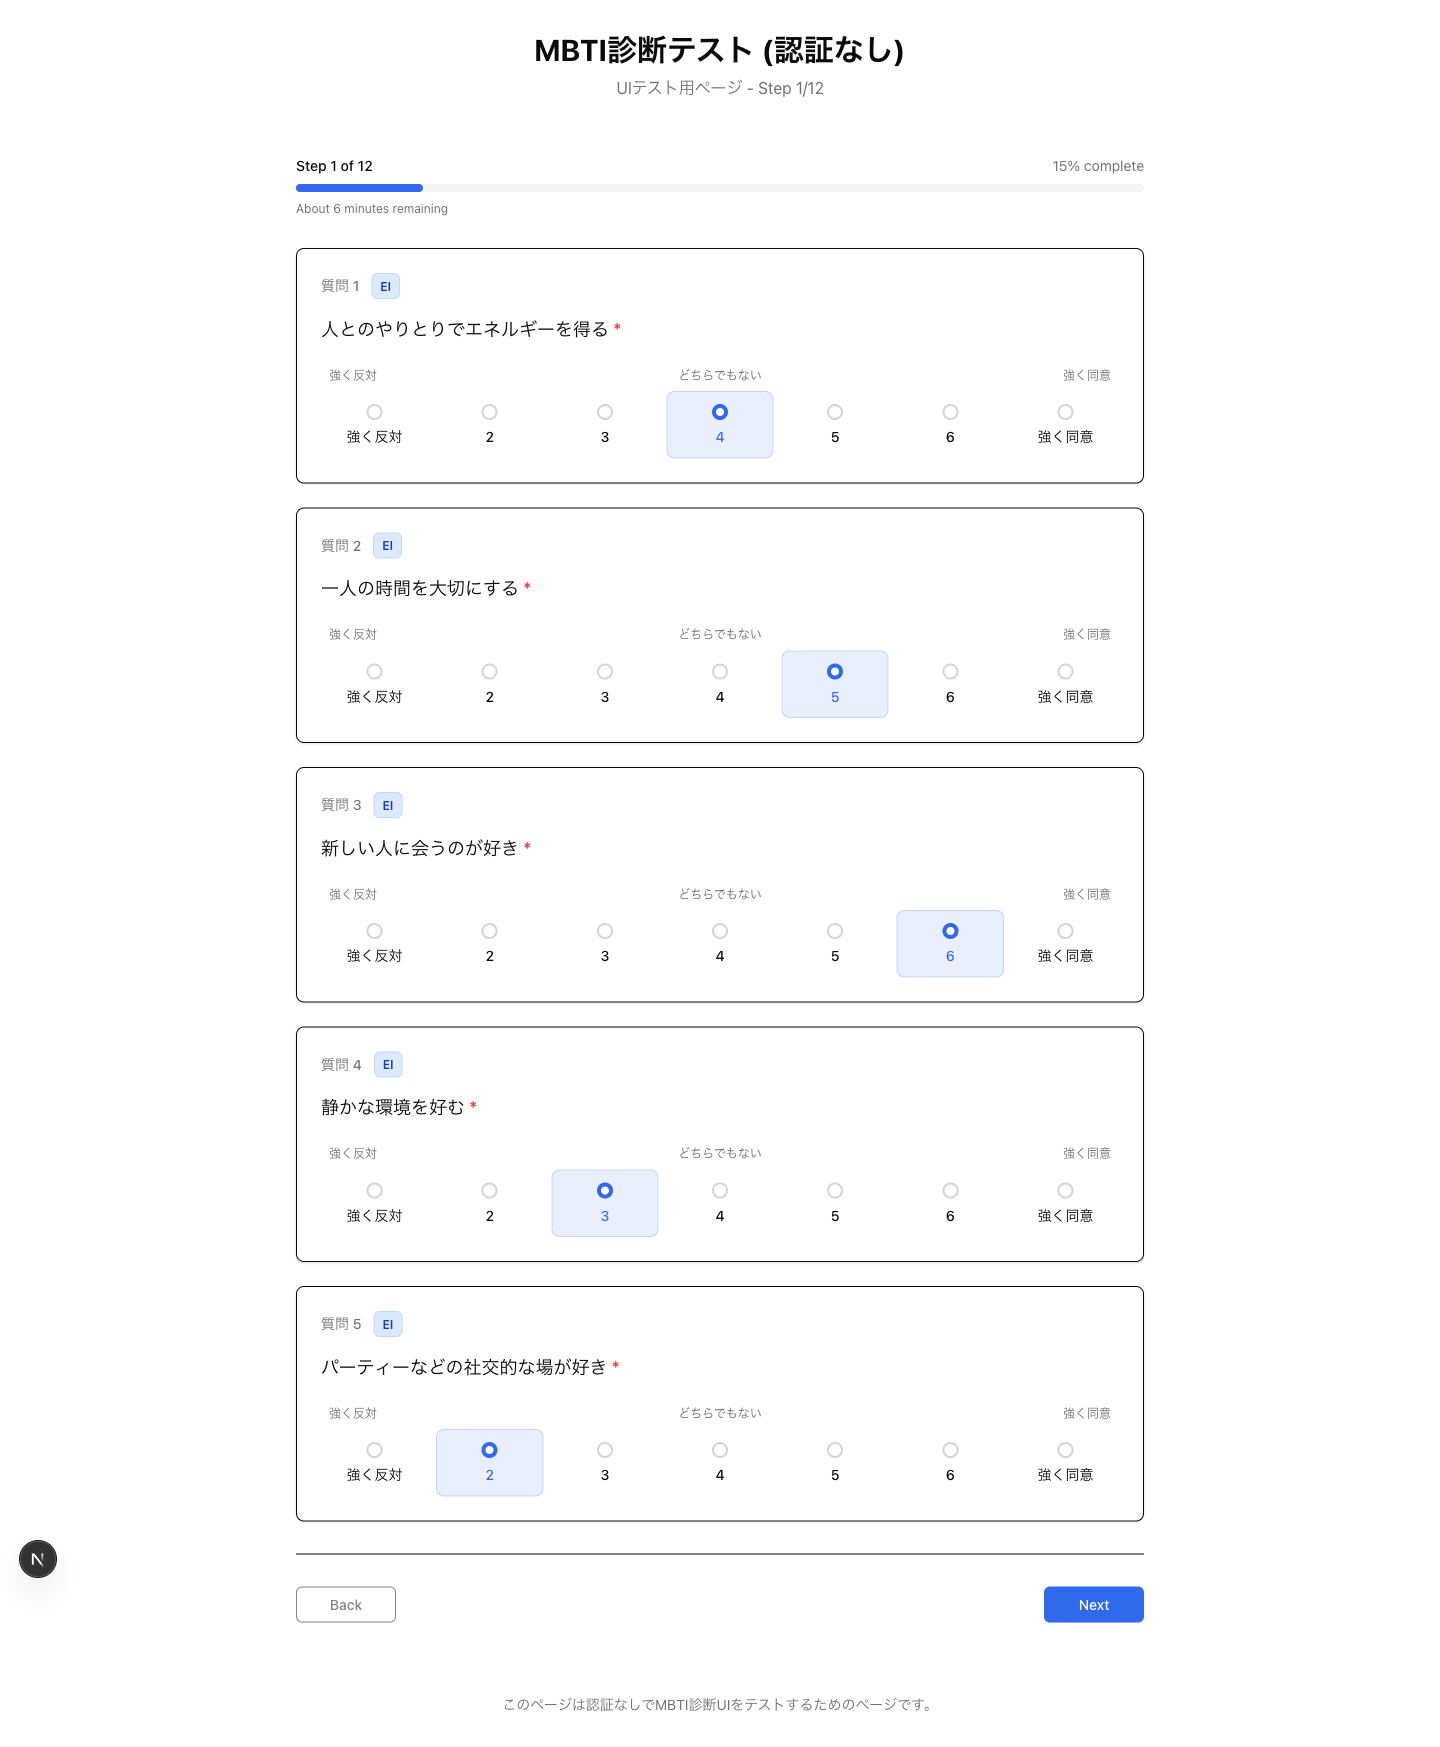 MBTI診断テスト (認証なし)
UIテスト用ページ - Step 1/12
Step 1 of 12 15% complete
About 6 minutes remaining
質問 1 EI
人とのやりとりでエネルギーを得る *
強く反対 どちらでもない 強く同意
強く反対 2 3 4 5 6 強く同意
質問 2 EI
一人の時間を大切にする *
強く反対 どちらでもない 強く同意
強く反対 2 3 4 5 6 強く同意
質問 3 EI
新しい人に会うのが好き *
強く反対 どちらでもない 強く同意
強く反対 2 3 4 5 6 強く同意
質問 4 EI
静かな環境を好む *
強く反対 どちらでもない 強く同意
強く反対 2 3 4 5 6 強く同意
質問 5 EI
パーティーなどの社交的な場が好き *
強く反対 どちらでもない 強く同意
強く反対 2 3 4 5 6 強く同意
N
Back Next
このページは認証なしでMBTI診断UIをテストするためのページです。